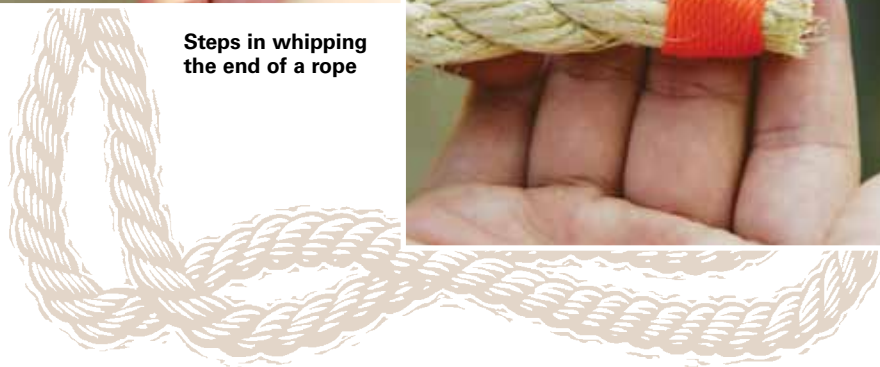 Steps in whipping
the end of a rope